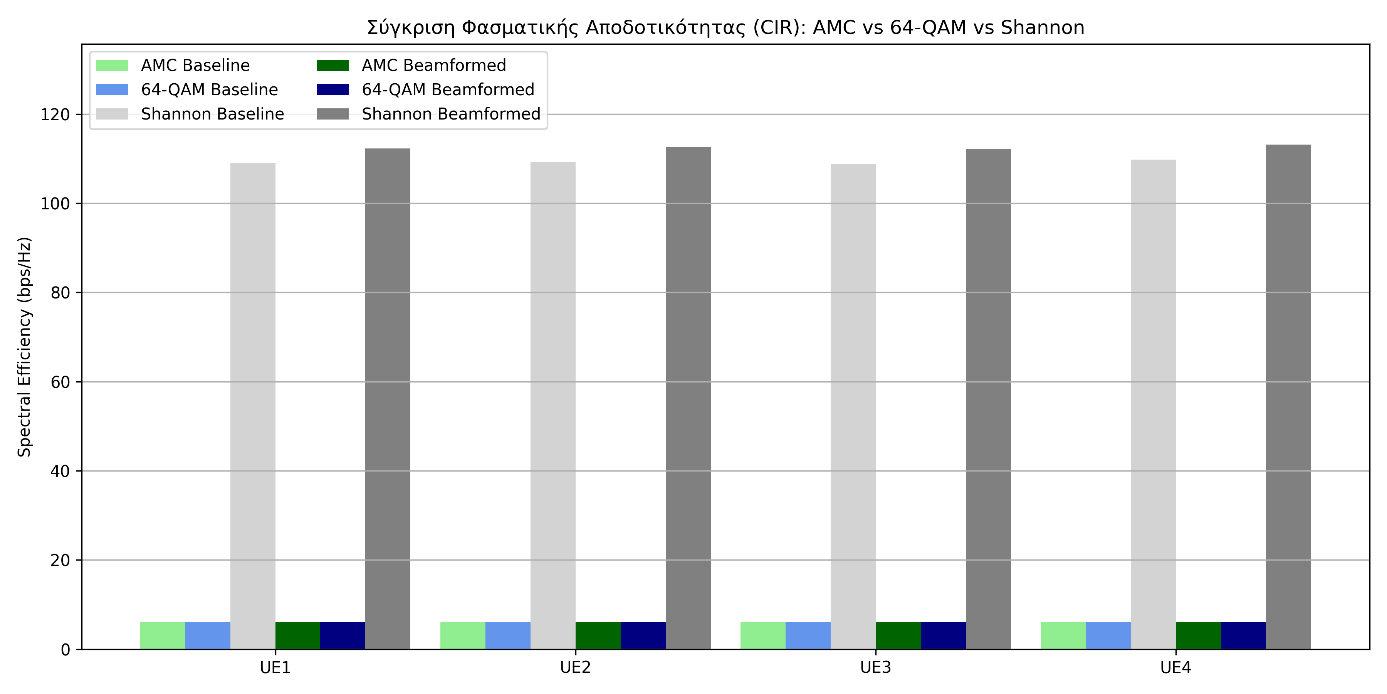 Σύγκριση Φασματικής Αποδοτικότητας (CIR): AMC vs 64-QAM vs Shannon
AMC Baseline
64-QAM Baseline
Shannon Baseline
AMC Beamformed
64-QAM Beamformed
Shannon Beamformed
Spectral Efficiency (bps/Hz)
120
100
80
60
40
20
0
UE1 UE2 UE3 UE4